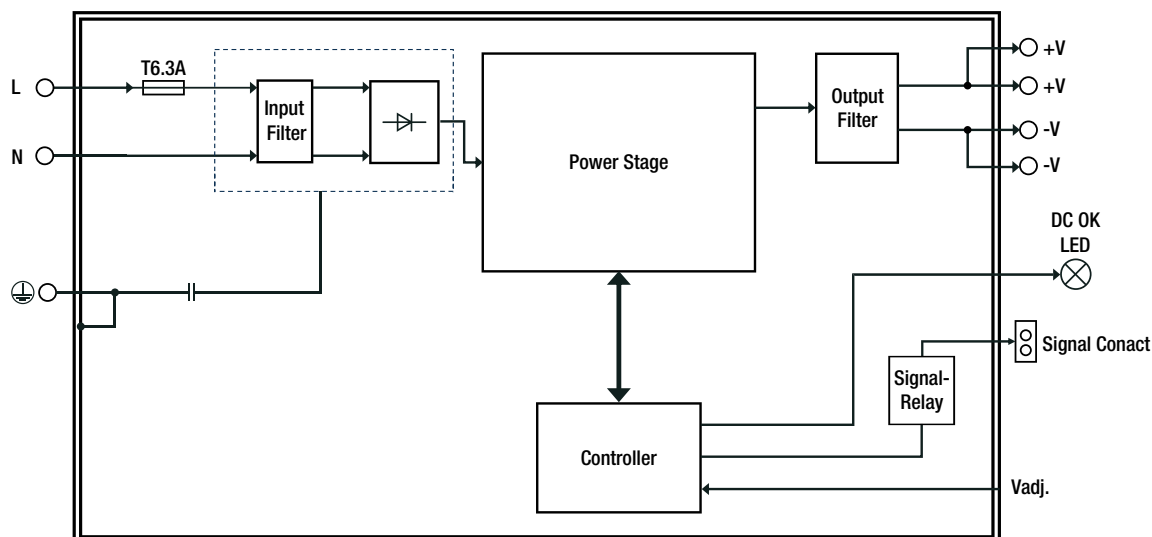 L
T6.3A
N
Input
Filter
Power Stage
Output
Filter
+V
+V
-V
-V
DC OK
LED
Signal Conact
Signal-
Relay
Controller
Vadj.